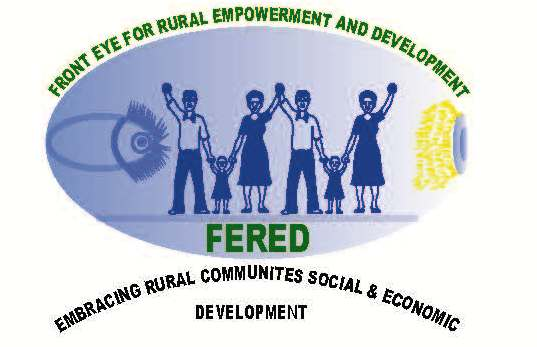 FRONT EYE FOR RURAL EMPOWERMENT AND DEVELOPMENT
FERED
EMBRACING RURAL COMMUNITES SOCIAL & ECONOMIC
DEVELOPMENT